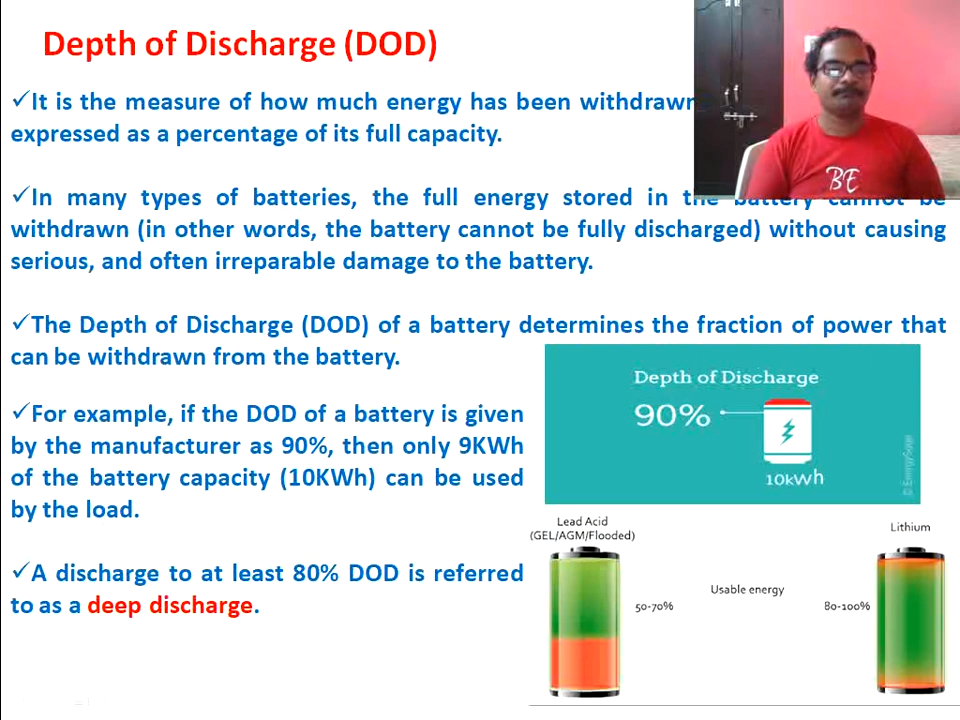 Depth of Discharge (DOD)
✓It is the measure of how much energy has been withdrawn
expressed as a percentage of its full capacity.
✓In many types of batteries, the full energy stored in the battery cannot be
withdrawn (in other words, the battery cannot be fully discharged) without causing
serious, and often irreparable damage to the battery.
✓The Depth of Discharge (DOD) of a battery determines the fraction of power that
can be withdrawn from the battery.
✓For example, if the DOD of a battery is given
by the manufacturer as 90%, then only 9KWh
of the battery capacity (10KWh) can be used
by the load.
✓A discharge to at least 80% DOD is referred
to as a deep discharge.
BE
Depth of Discharge
90%
10kWh
© EnergySage
Lead Acid
(GEL/AGM/Flooded)
50-70%
Usable energy
Lithium
80-100%